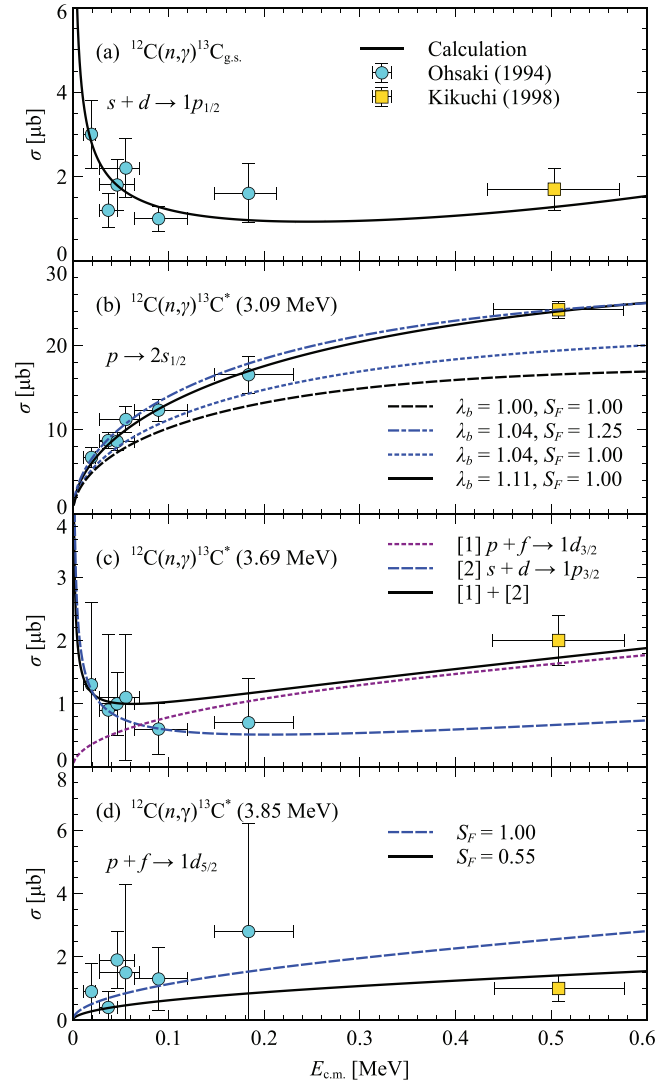 6
(a) ¹²C(n,γ)¹³C_g.s.
Calculation
Ohsaki (1994)
Kikuchi (1998)
s + d → 1p_1/2
4
σ [μb]
2
0
30
(b) ¹²C(n,γ)¹³C* (3.09 MeV)
p → 2s_1/2
20
σ [μb]
λ_b = 1.00, S_F = 1.00
λ_b = 1.04, S_F = 1.25
10
λ_b = 1.04, S_F = 1.00
λ_b = 1.11, S_F = 1.00
0
4
(c) ¹²C(n,γ)¹³C* (3.69 MeV)
[1] p + f → 1d_3/2
[2] s + d → 1p_3/2
3
[1] + [2]
σ [μb]
2
1
0
8
(d) ¹²C(n,γ)¹³C* (3.85 MeV)
S_F = 1.00
6
p + f → 1d_5/2
S_F = 0.55
σ [μb]
4
2
0
0 0.1 0.2 0.3 0.4 0.5 0.6
E_c.m. [MeV]